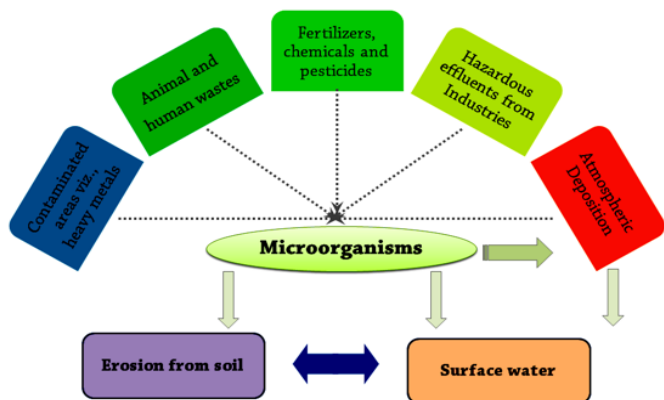 Contaminated
areas viz.,
heavy metals
Animal and
human wastes
Fertilizers,
chemicals and
pesticides
Hazardous
effluents from
Industries
Atmospheric
Deposition
Microorganisms
Erosion from soil
Surface water